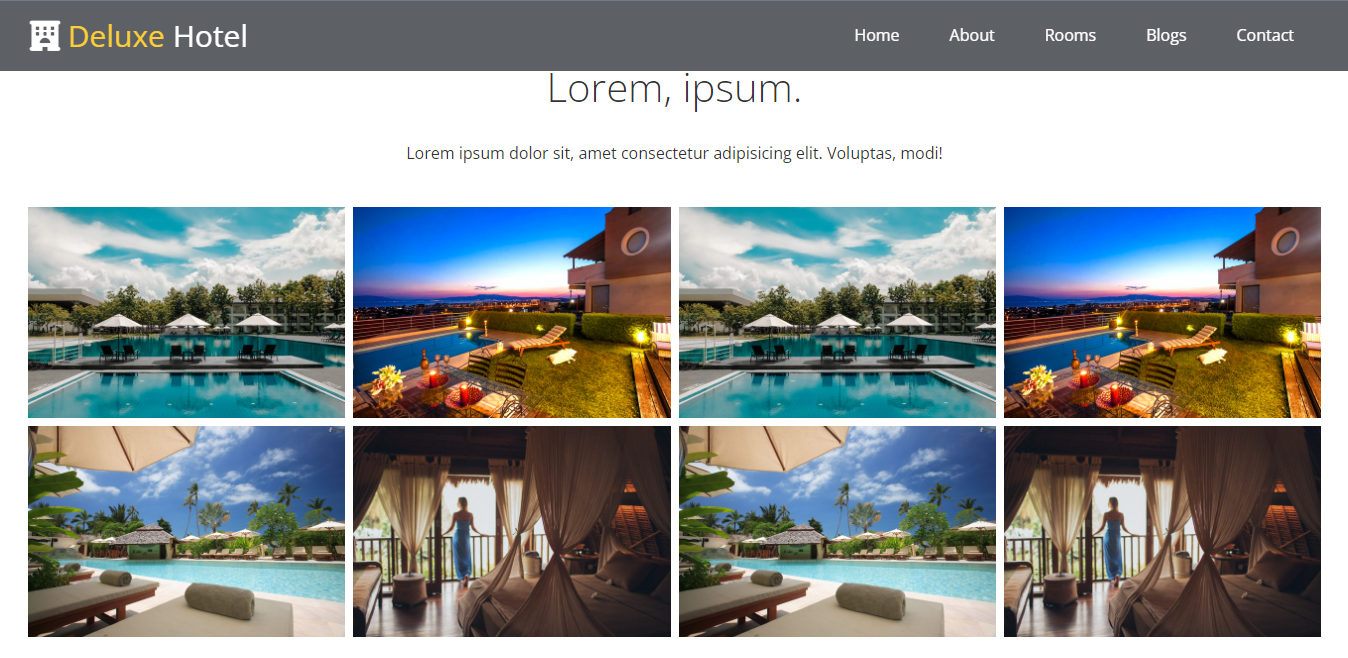 Deluxe Hotel
Home About Rooms Blogs Contact
Lorem, ipsum.
Lorem ipsum dolor sit, amet consectetur adipisicing elit. Voluptas, modi!